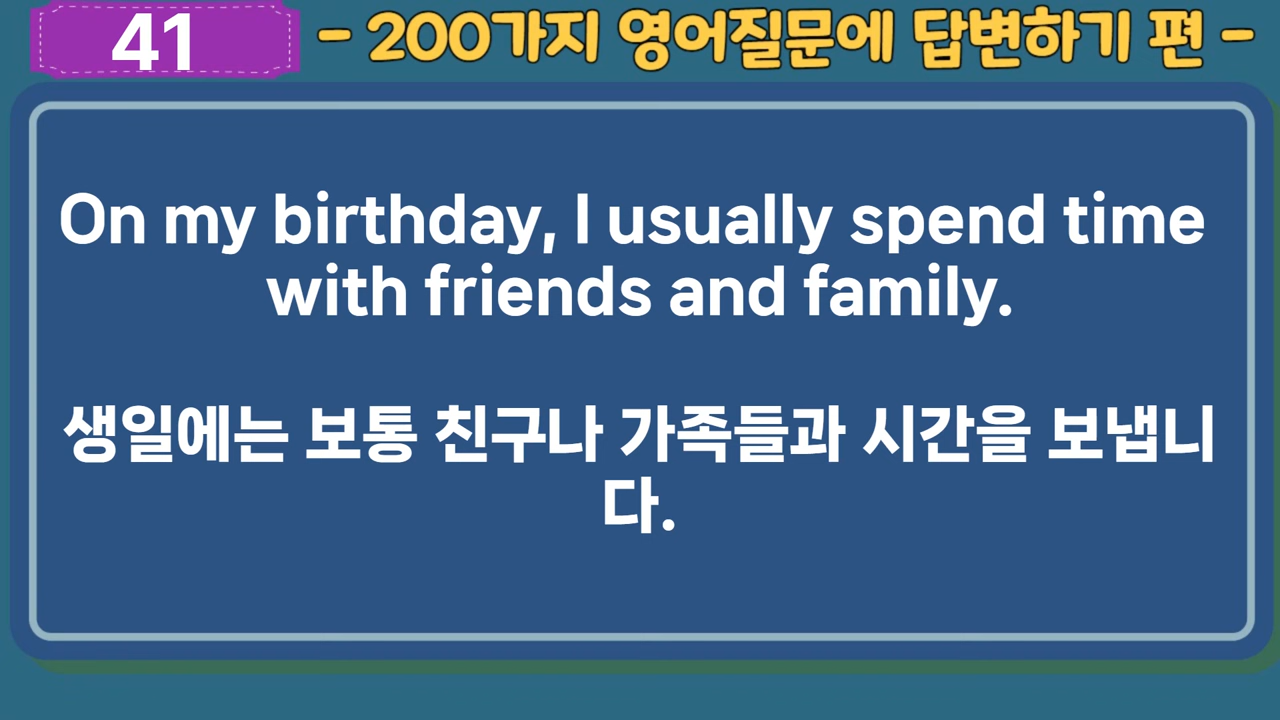 41
- 200가지 영어질문에 답변하기 편 -
On my birthday, I usually spend time
with friends and family.
생일에는 보통 친구나 가족들과 시간을 보냅니
다.